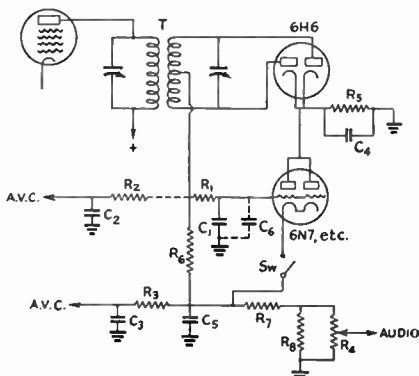 T
6H6
+
R5
C4
A.V.C.
R2
R1
C2
C1
C6
6N7, etc.
R6
Sw
A.V.C.
R3
R7
C3
C5
R8
R4
AUDIO